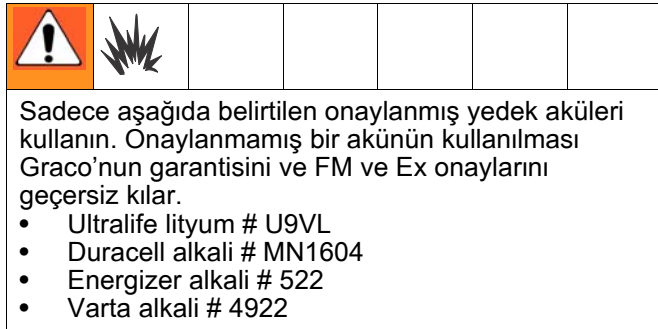 Sadece aşağıda belirtilen onaylanmış yedek aküleri
kullanın. Onaylanmamış bir akünün kullanılması
Graco’nun garantisini ve FM ve Ex onaylarını
geçersiz kılar.
• Ultralife lityum # U9VL
• Duracell alkali # MN1604
• Energizer alkali # 522
• Varta alkali # 4922